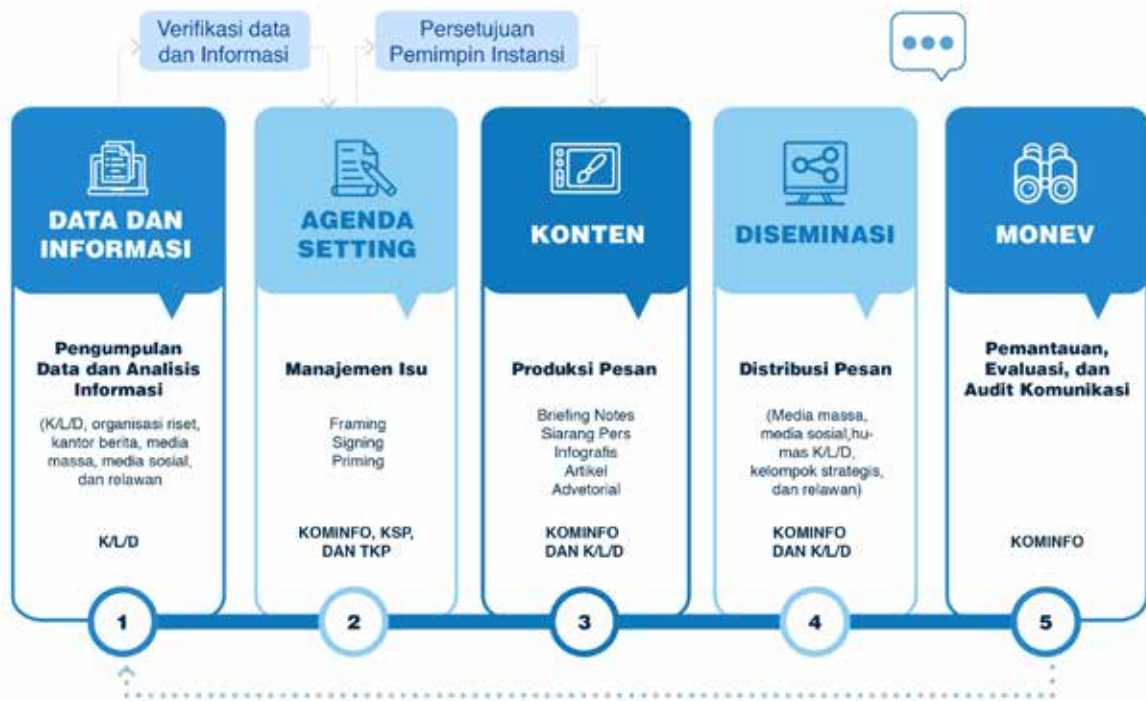 Verifikasi data
dan Informasi
Persetujuan
Pemimpin Instansi
DATA DAN
INFORMASI
Pengumpulan
Data dan Analisis
Informasi
(K/L/D, organisasi riset,
kantor berita, media
massa, media sosial,
dan relawan
K/L/D
1
AGENDA
SETTING
Manajemen Isu
Framing
Signing
Priming
KOMINFO, KSP,
DAN TKP
2
KONTEN
Produksi Pesan
Briefing Notes
Siarang Pers
Infografis
Artikel
Advetorial
KOMINFO
DAN K/L/D
3
DISEMINASI
Distribusi Pesan
(Media massa,
media sosial,hu-
mas K/L/D,
kelompok strategis,
dan relawan)
KOMINFO
DAN K/L/D
4
MONEV
Pemantauan,
Evaluasi, dan
Audit Komunikasi
KOMINFO
5